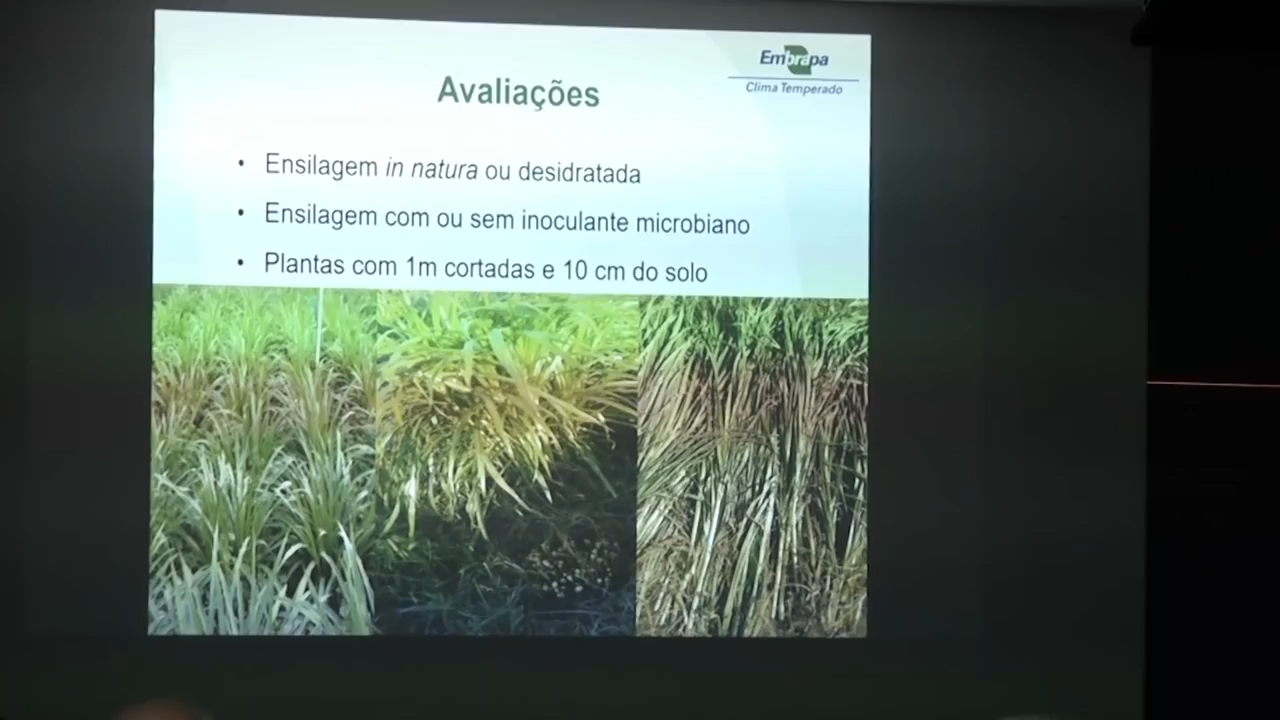 Embrapa
Clima Temperado
Avaliações
• Ensilagem in natura ou desidratada
• Ensilagem com ou sem inoculante microbiano
• Plantas com 1m cortadas e 10 cm do solo